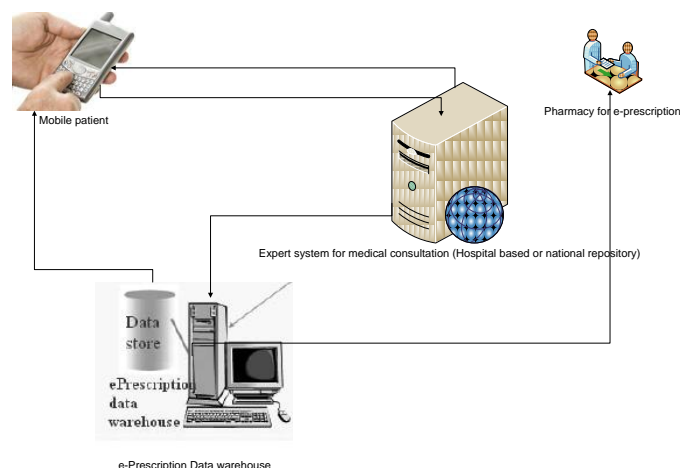 Mobile patient
Pharmacy for e-prescription
Expert system for medical consultation (Hospital based or national repository)
Data
store
ePrescription
data
warehouse
e-Prescription Data warehouse